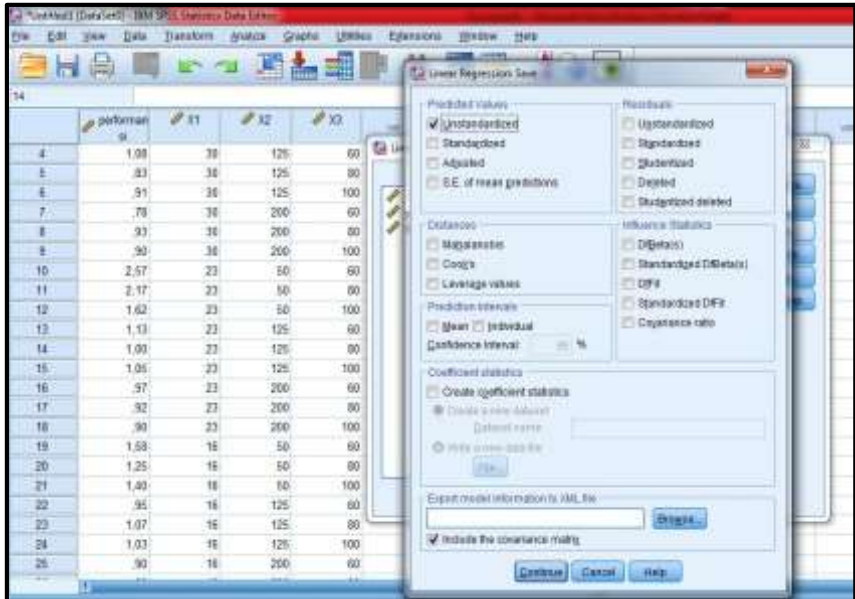 *Untitled3 [DataSet0] - IBM SPSS Statistics Data Editor
File Edit View Data Transform Analyze Graphs Utilities Extensions Window Help
14
performan
si
X1 X2 X3
4 1,08 30 125 60
5 ,83 30 125 80
6 ,91 30 125 100
7 ,78 30 200 60
8 ,93 30 200 80
9 ,90 30 200 100
10 2,57 23 50 60
11 2,17 23 50 80
12 1,62 23 50 100
13 1,13 23 125 60
14 1,00 23 125 80
15 1,05 23 125 100
16 ,97 23 200 60
17 ,92 23 200 80
18 ,90 23 200 100
19 1,58 16 50 60
20 1,25 16 50 80
21 1,40 16 50 100
22 ,95 16 125 60
23 1,07 16 125 80
24 1,03 16 125 100
25 ,90 16 200 60
Linear Regression: Save
Predicted Values
Unstandardized
Standardized
Adjusted
S.E. of mean predictions
Residuals
Unstandardized
Standardized
Studentized
Deleted
Studentized deleted
Distances
Mahalanobis
Cook's
Leverage values
Influence Statistics
DfBeta(s)
Standardized DfBeta(s)
DfFit
Standardized DfFit
Covariance ratio
Prediction Intervals
Mean Individual
Confidence Interval: %
Coefficient statistics
Create coefficient statistics
Create a new dataset
Dataset name
Write a new data file
File...
Export model information to XML file
Browse...
Include the covariance matrix
Continue Cancel Help